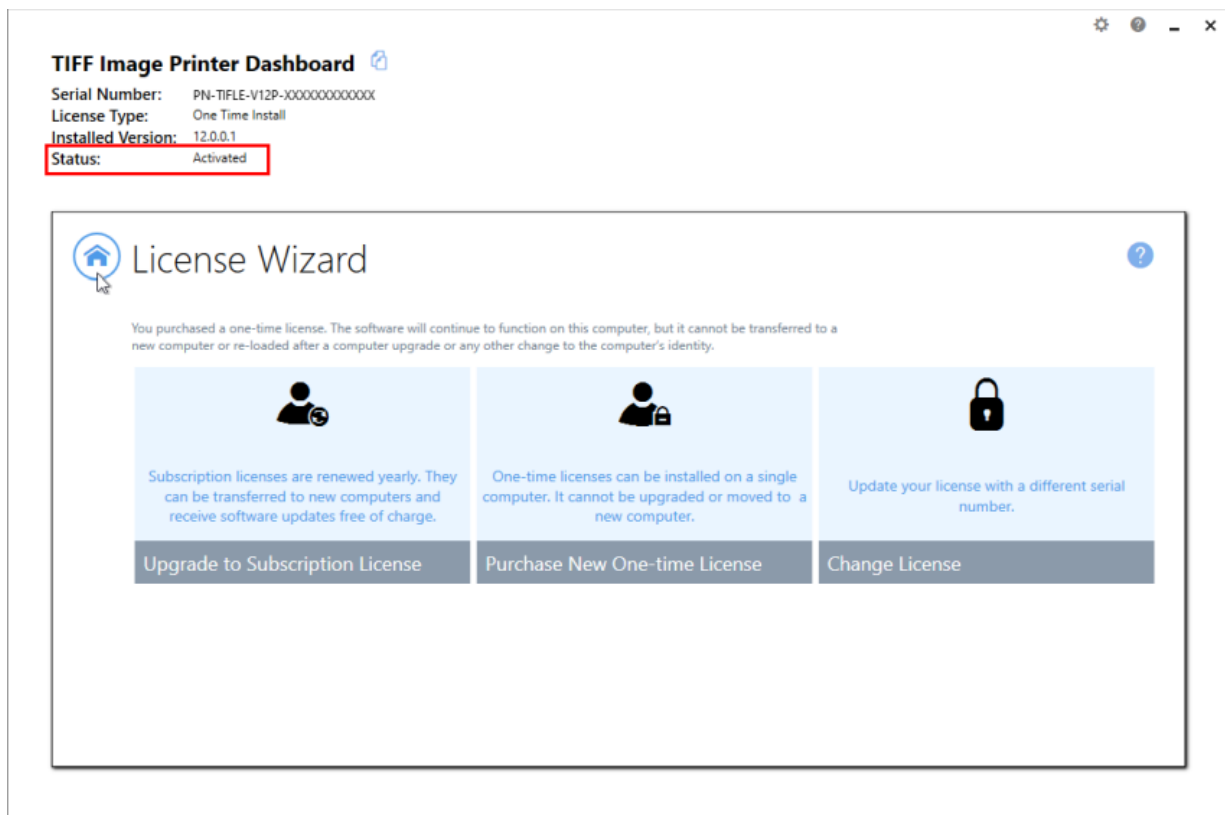 TIFF Image Printer Dashboard
Serial Number: PN-TIFLE-V12P-XXXXXXXXXXXX
License Type: One Time Install
Installed Version: 12.0.0.1
Status: Activated
License Wizard
?
You purchased a one-time license. The software will continue to function on this computer, but it cannot be transferred to a
new computer or re-loaded after a computer upgrade or any other change to the computer's identity.
Subscription licenses are renewed yearly. They
can be transferred to new computers and
receive software updates free of charge.
Upgrade to Subscription License
One-time licenses can be installed on a single
computer. It cannot be upgraded or moved to a
new computer.
Purchase New One-time License
Update your license with a different serial
number.
Change License